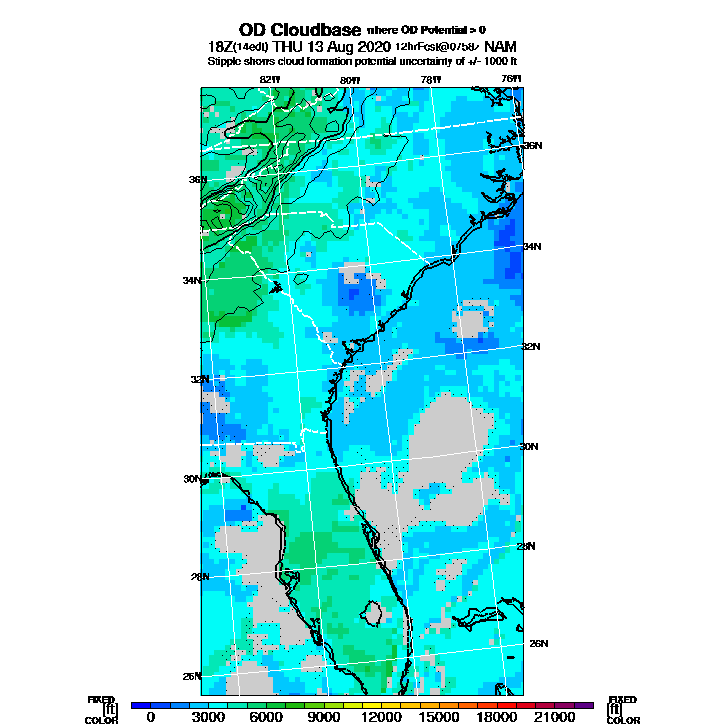 OD Cloudbase where OD Potential > 0
18Z(14edt) THU 13 Aug 2020 12hrFcst@0758z NAM
Stipple shows cloud formation potential uncertainty of +/- 1000 ft
82W 80W 78W 76W
36N
36N
34N
34N
32N
32N
30N
30N
28N
28N
26N
26N
FIXED FIXED
[ft] 0 3000 6000 9000 12000 15000 18000 21000 [ft]
COLOR COLOR